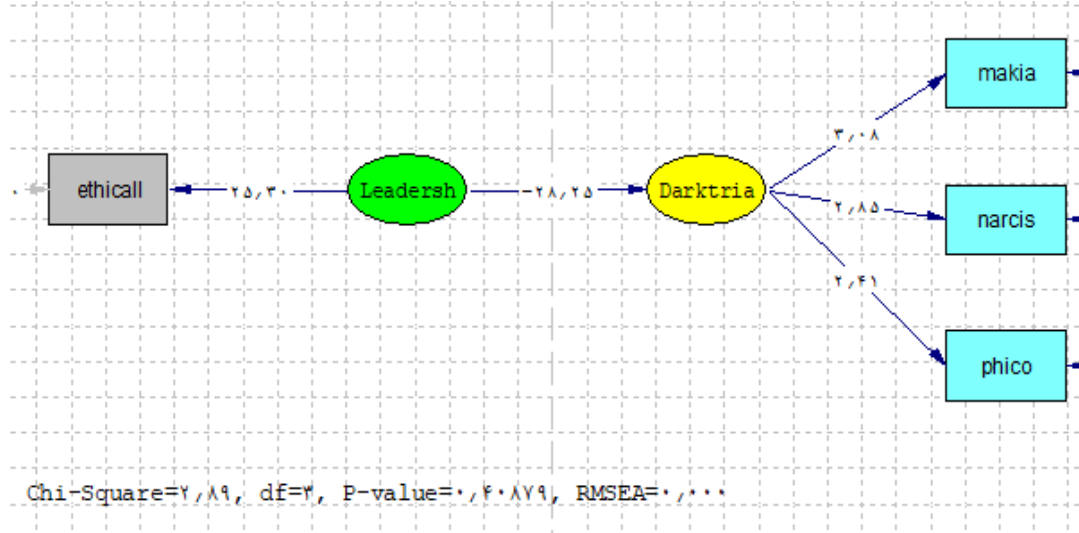 makia
۳٫۰۸
۰ ethicall ۲۵٫۳۰ Leadersh -۲۸٫۲۵ Darktria
۲٫۸۵ narcis
۲٫۴۱
phico
Chi-Square=۲٫۸۹, df=۳, P-value=۰٫۴۰۸۷۹, RMSEA=۰٫۰۰۰